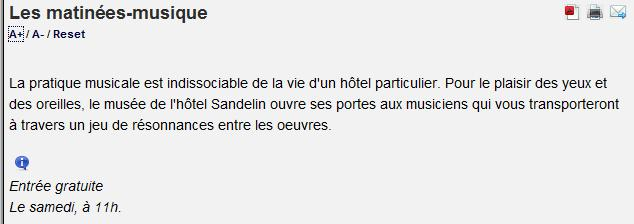 Les matinées-musique
A+ / A- / Reset
La pratique musicale est indissociable de la vie d'un hôtel particulier. Pour le plaisir des yeux et
des oreilles, le musée de l'hôtel Sandelin ouvre ses portes aux musiciens qui vous transporteront
à travers un jeu de résonnances entre les oeuvres.
Entrée gratuite
Le samedi, à 11h.